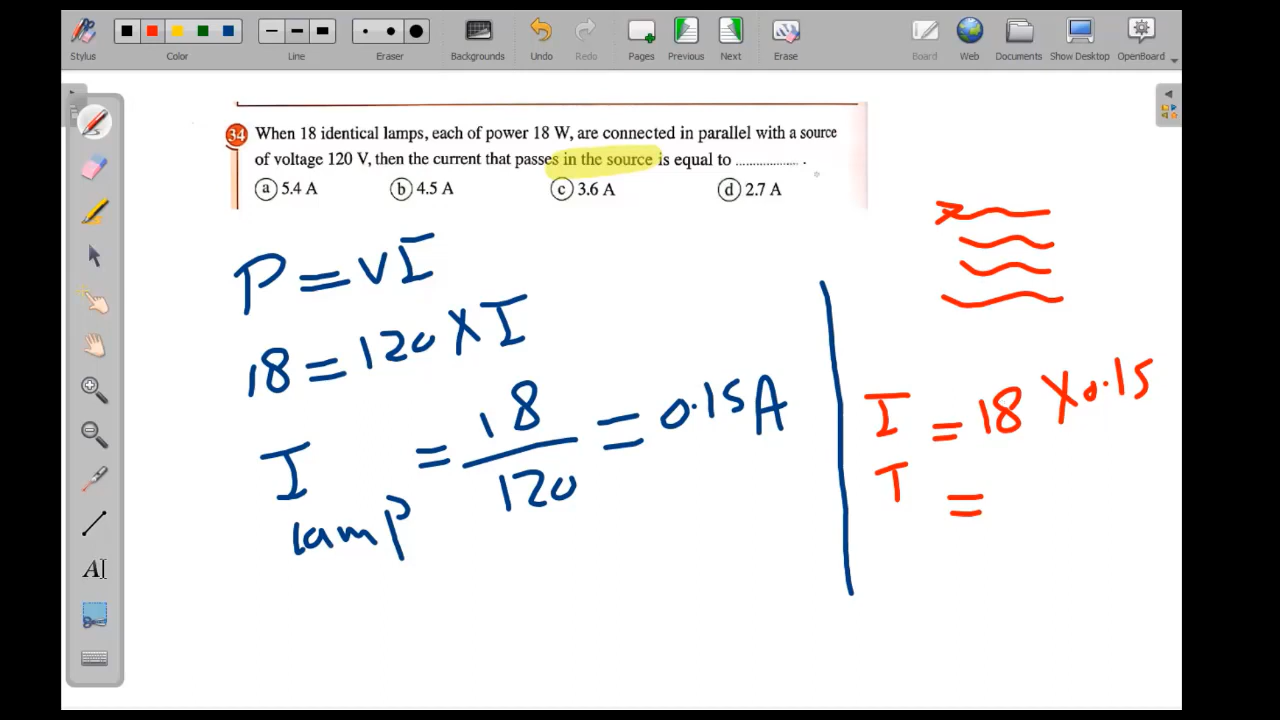 Stylus
Color
Line
Eraser
Backgrounds
Undo
Redo
Pages
Previous
Next
Erase
Board
Web
Documents
Show Desktop
OpenBoard
34 When 18 identical lamps, each of power 18 W, are connected in parallel with a source
of voltage 120 V, then the current that passes in the source is equal to .................. .
a 5.4 A b 4.5 A c 3.6 A d 2.7 A
P = VI
18 = 120 X I
I lamp = 18 / 120 = 0.15 A
I T = 18 X 0.15
=